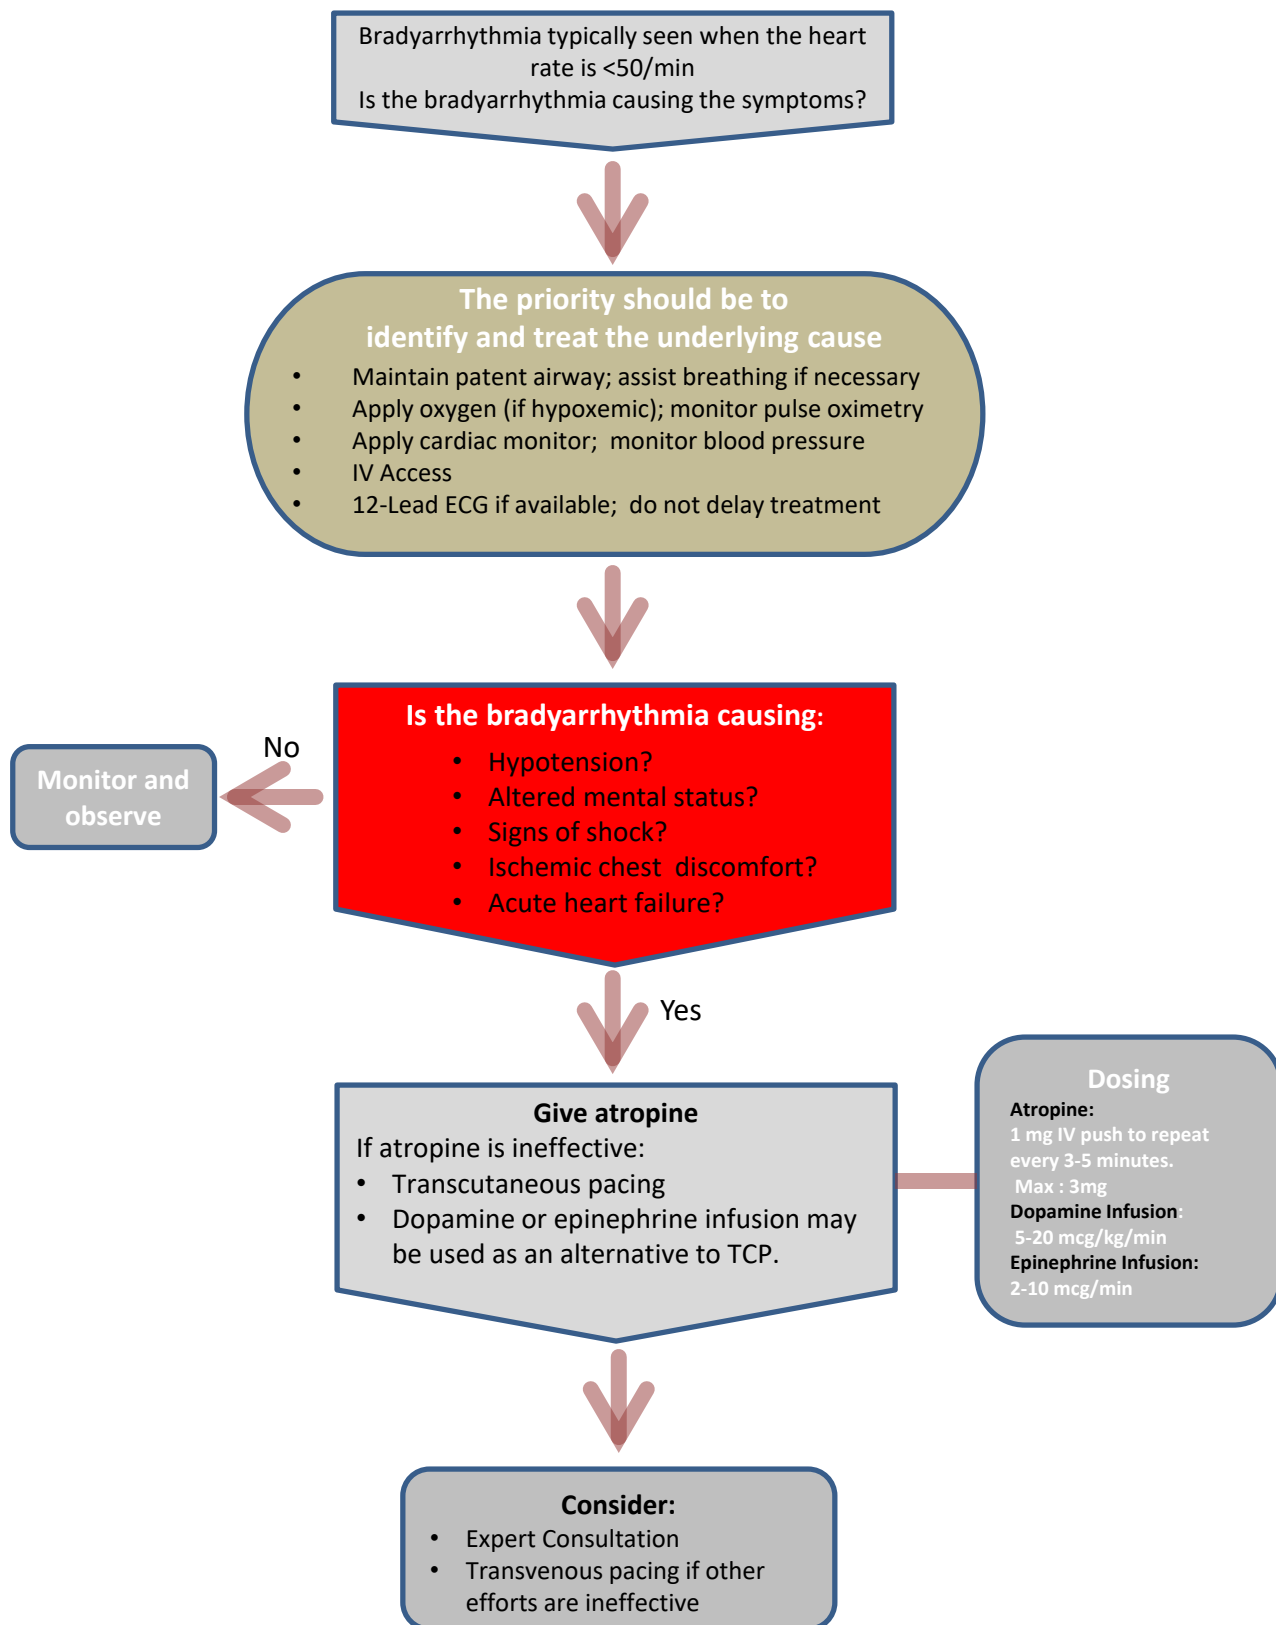 Bradyarrhythmia typically seen when the heart
rate is <50/min
Is the bradyarrhythmia causing the symptoms?
The priority should be to
identify and treat the underlying cause
• Maintain patent airway; assist breathing if necessary
• Apply oxygen (if hypoxemic); monitor pulse oximetry
• Apply cardiac monitor; monitor blood pressure
• IV Access
• 12-Lead ECG if available; do not delay treatment
Is the bradyarrhythmia causing:
• Hypotension?
• Altered mental status?
• Signs of shock?
• Ischemic chest discomfort?
• Acute heart failure?
No
Monitor and
observe
Yes
Give atropine
If atropine is ineffective:
• Transcutaneous pacing
• Dopamine or epinephrine infusion may
be used as an alternative to TCP.
Dosing
Atropine:
1 mg IV push to repeat
every 3-5 minutes.
Max : 3mg
Dopamine Infusion:
5-20 mcg/kg/min
Epinephrine Infusion:
2-10 mcg/min
Consider:
• Expert Consultation
• Transvenous pacing if other
efforts are ineffective